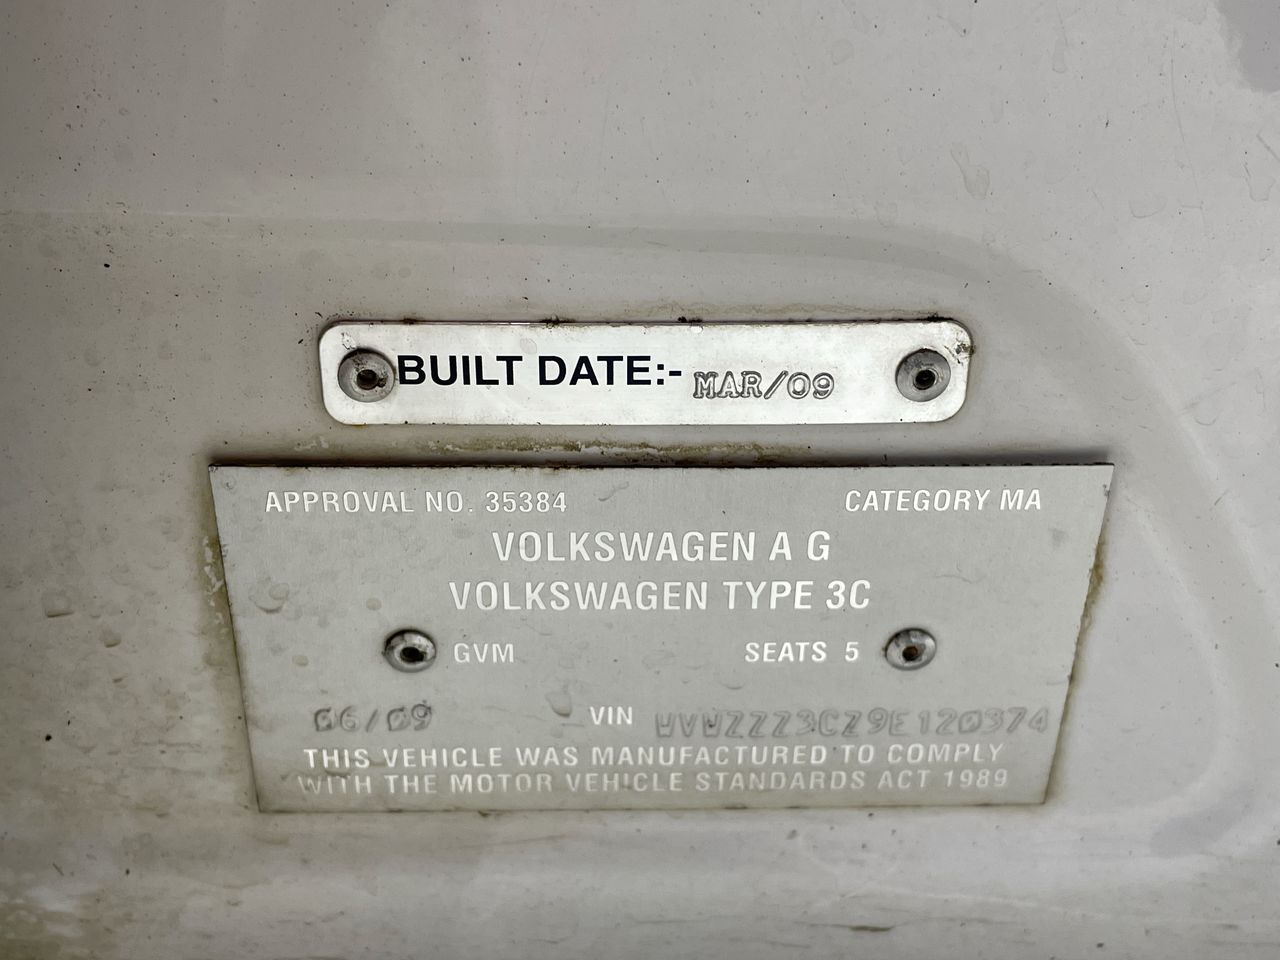 BUILT DATE:- MAR/09
APPROVAL NO. 35384 CATEGORY MA
VOLKSWAGEN A G
VOLKSWAGEN TYPE 3C
GVM SEATS 5
06/09 VIN WVWZZZ3CZ9E120374
THIS VEHICLE WAS MANUFACTURED TO COMPLY
WITH THE MOTOR VEHICLE STANDARDS ACT 1989